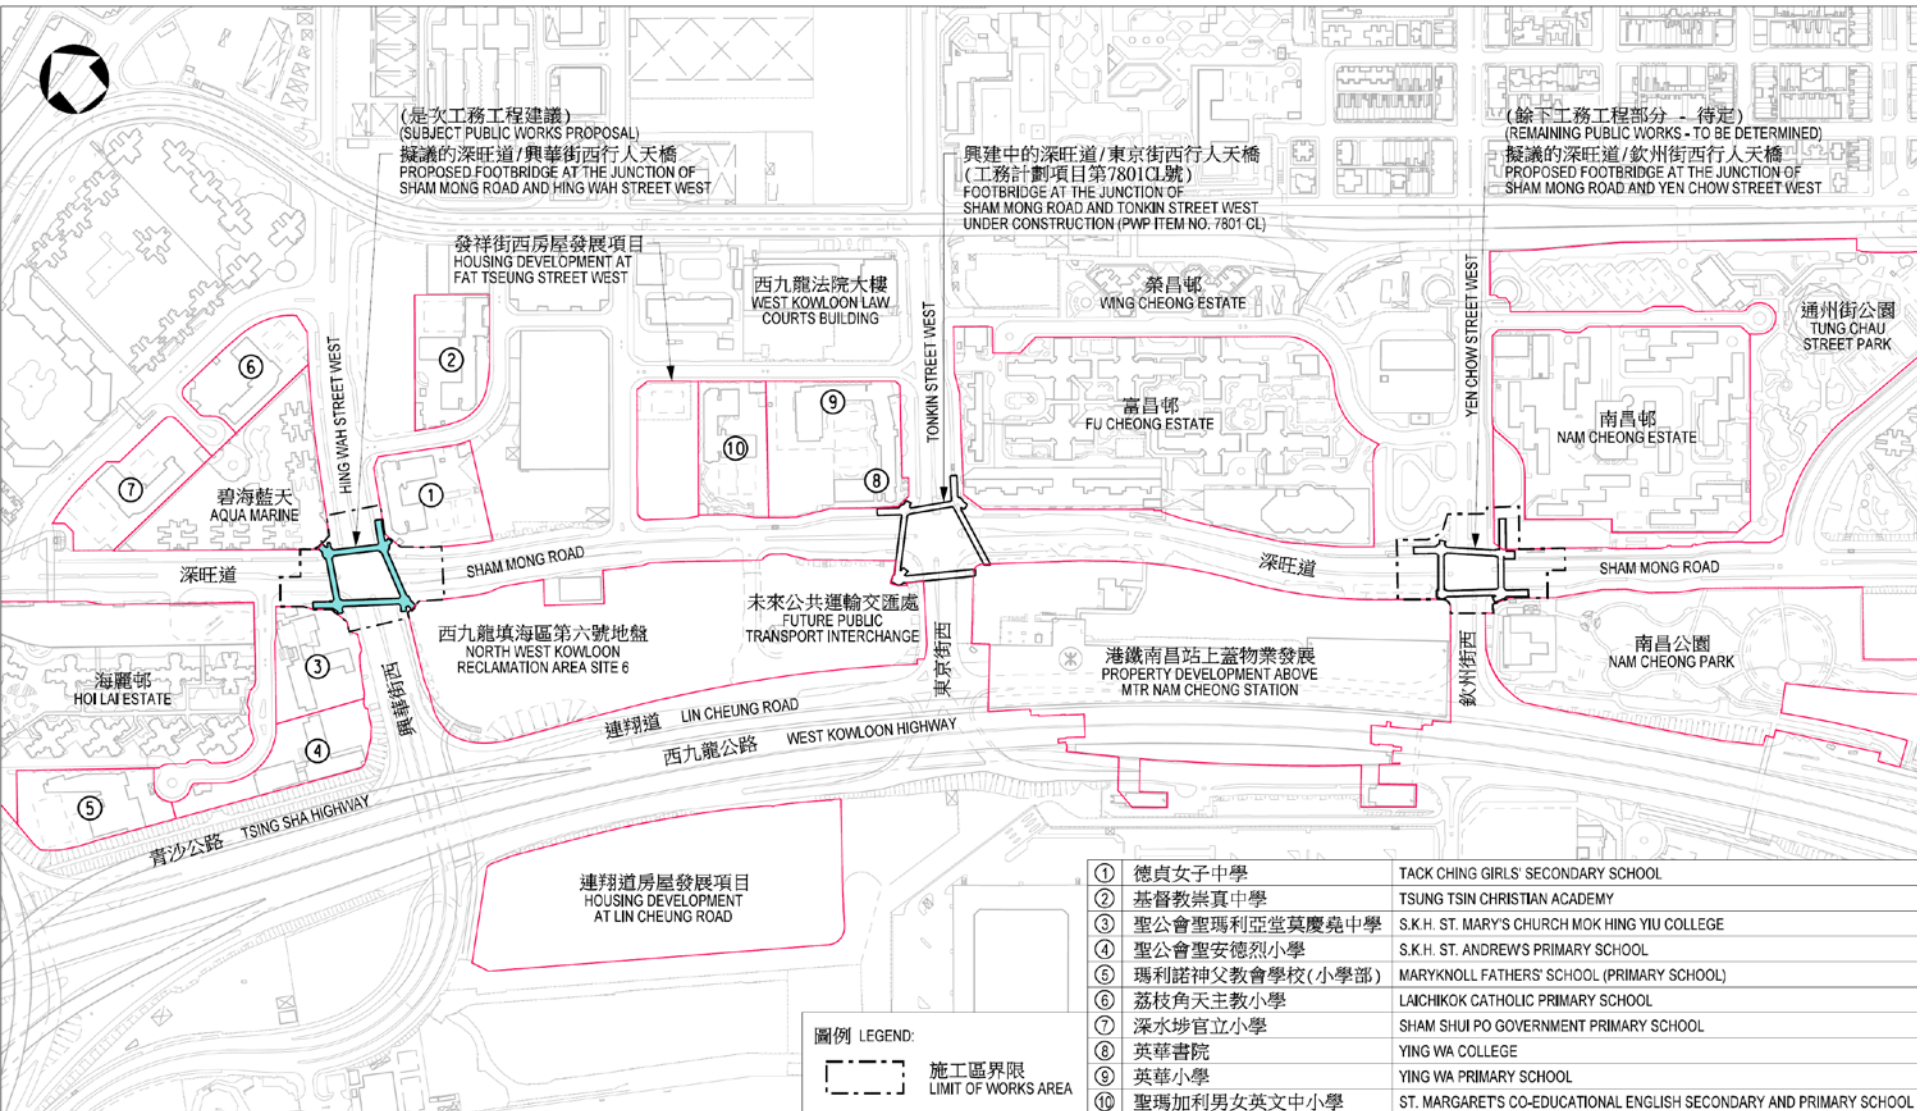 (是次工務工程建議)
(SUBJECT PUBLIC WORKS PROPOSAL)
擬議的深旺道/興華街西行人天橋
PROPOSED FOOTBRIDGE AT THE JUNCTION OF
SHAM MONG ROAD AND HING WAH STREET WEST
興建中的深旺道/東京街西行人天橋
(工務計劃項目第7801CL號)
FOOTBRIDGE AT THE JUNCTION OF
SHAM MONG ROAD AND TONKIN STREET WEST
UNDER CONSTRUCTION (PWP ITEM NO. 7801 CL)
(餘下工務工程部分 - 待定)
(REMAINING PUBLIC WORKS - TO BE DETERMINED)
擬議的深旺道/欽州街西行人天橋
PROPOSED FOOTBRIDGE AT THE JUNCTION OF
SHAM MONG ROAD AND YEN CHOW STREET WEST
發祥街西房屋發展項目
HOUSING DEVELOPMENT AT
FAT TSEUNG STREET WEST
西九龍法院大樓
WEST KOWLOON LAW
COURTS BUILDING
榮昌邨
WING CHEONG ESTATE
通州街公園
TUNG CHAU
STREET PARK
HING WAH STREET WEST
TONKIN STREET WEST
YEN CHOW STREET WEST
⑥
②
⑨
⑩
⑧
⑦
①
富昌邨
FU CHEONG ESTATE
南昌邨
NAM CHEONG ESTATE
碧海藍天
AQUA MARINE
深旺道
SHAM MONG ROAD
深旺道
SHAM MONG ROAD
未來公共運輸交匯處
FUTURE PUBLIC
TRANSPORT INTERCHANGE
西九龍填海區第六號地盤
NORTH WEST KOWLOON
RECLAMATION AREA SITE 6
港鐵南昌站上蓋物業發展
PROPERTY DEVELOPMENT ABOVE
MTR NAM CHEONG STATION
南昌公園
NAM CHEONG PARK
海麗邨
HOI LAI ESTATE
③
④
⑤
興華街西
東京街西
欽州街西
連翔道 LIN CHEUNG ROAD
西九龍公路 WEST KOWLOON HIGHWAY
青沙公路 TSING SHA HIGHWAY
連翔道房屋發展項目
HOUSING DEVELOPMENT
AT LIN CHEUNG ROAD
圖例 LEGEND:
施工區界限
LIMIT OF WORKS AREA
① 德貞女子中學 TACK CHING GIRLS' SECONDARY SCHOOL
② 基督教崇真中學 TSUNG TSIN CHRISTIAN ACADEMY
③ 聖公會聖瑪利亞堂莫慶堯中學 S.K.H. ST. MARY'S CHURCH MOK HING YIU COLLEGE
④ 聖公會聖安德烈小學 S.K.H. ST. ANDREW'S PRIMARY SCHOOL
⑤ 瑪利諾神父教會學校(小學部) MARYKNOLL FATHERS' SCHOOL (PRIMARY SCHOOL)
⑥ 荔枝角天主教小學 LAICHIKOK CATHOLIC PRIMARY SCHOOL
⑦ 深水埗官立小學 SHAM SHUI PO GOVERNMENT PRIMARY SCHOOL
⑧ 英華書院 YING WA COLLEGE
⑨ 英華小學 YING WA PRIMARY SCHOOL
⑩ 聖瑪加利男女英文中小學 ST. MARGARET'S CO-EDUCATIONAL ENGLISH SECONDARY AND PRIMARY SCHOOL